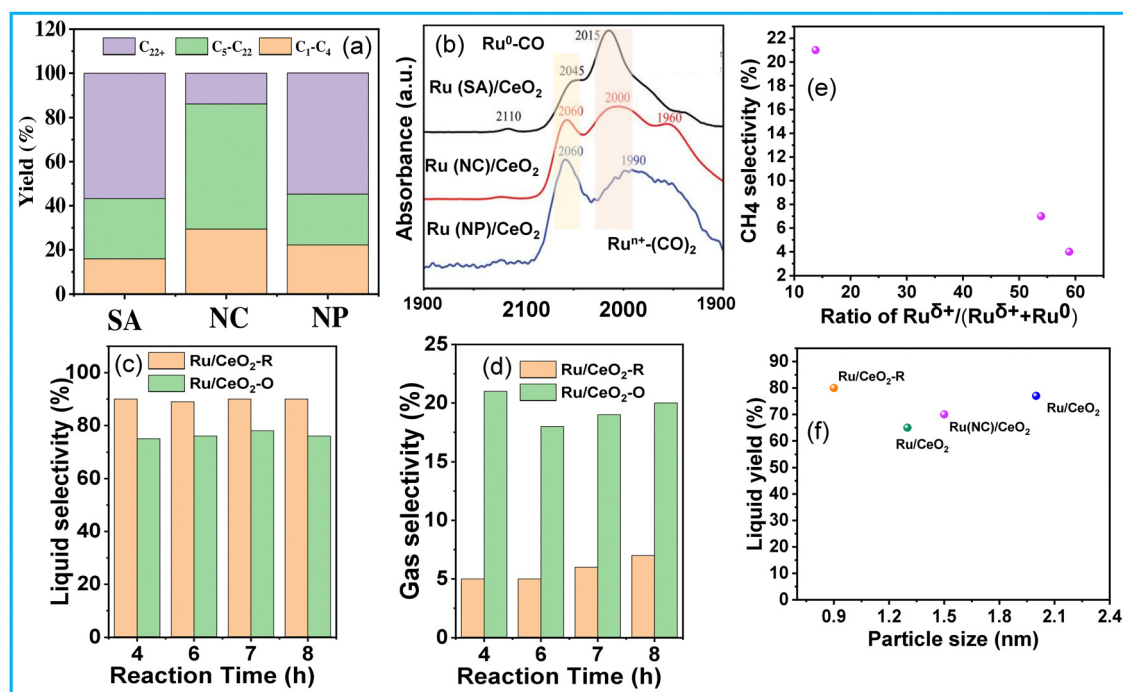 120
100
80
60
40
20
0
Yield (%)
C₂₂₊ C₅-C₂₂ C₁-C₄ (a)
SA NC NP
(b)
Absorbance (a.u.)
Ru⁰-CO
2015
2045
Ru (SA)/CeO₂
2110
2060
2000
1960
Ru (NC)/CeO₂
2060
1990
Ru (NP)/CeO₂
Ruⁿ⁺-(CO)₂
1900 2100 2000 1900
22
20
18
16
14
12
10
8
6
4
2
CH4 selectivity (%)
(e)
10 20 30 40 50 60
Ratio of Ru^δ+/(Ru^δ++Ru⁰)
(c)
Ru/CeO₂-R
Ru/CeO₂-O
100
80
60
40
20
0
Liquid selectivity (%)
4 6 7 8
Reaction Time (h)
(d)
Ru/CeO₂-R
Ru/CeO₂-O
25
20
15
10
5
0
Gas selectivity (%)
4 6 7 8
Reaction Time (h)
100
90
80
70
60
50
40
30
20
10
0
Liquid yield (%)
(f)
Ru/CeO₂-R
Ru/CeO₂
Ru(NC)/CeO₂
Ru/CeO₂
0.9 1.2 1.5 1.8 2.1 2.4
Particle size (nm)